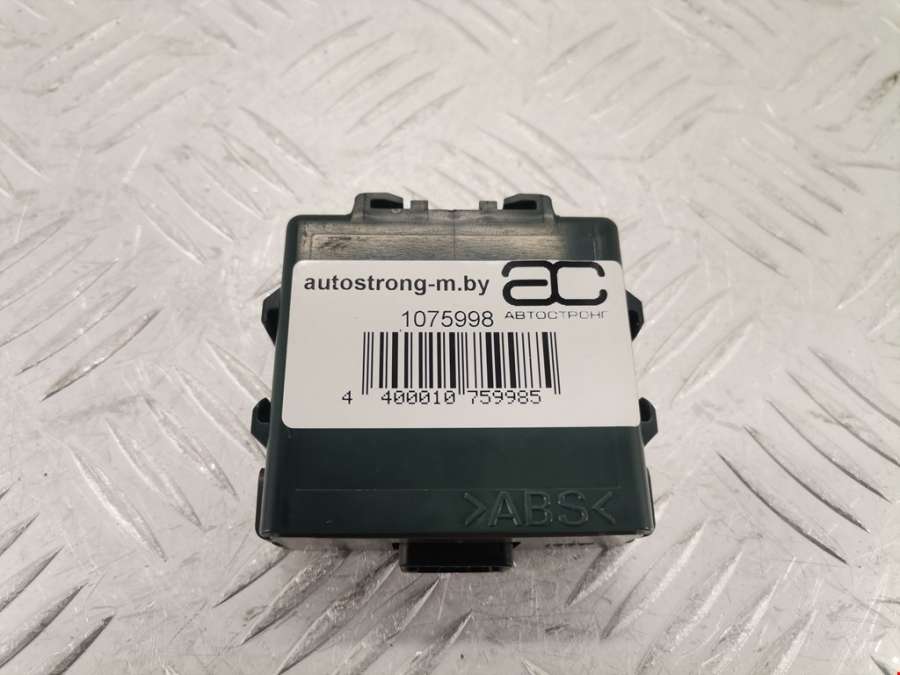 autostrong-m.by
ac
АВТОСТРОНГ
1075998
4 400010 759985
>ABS<